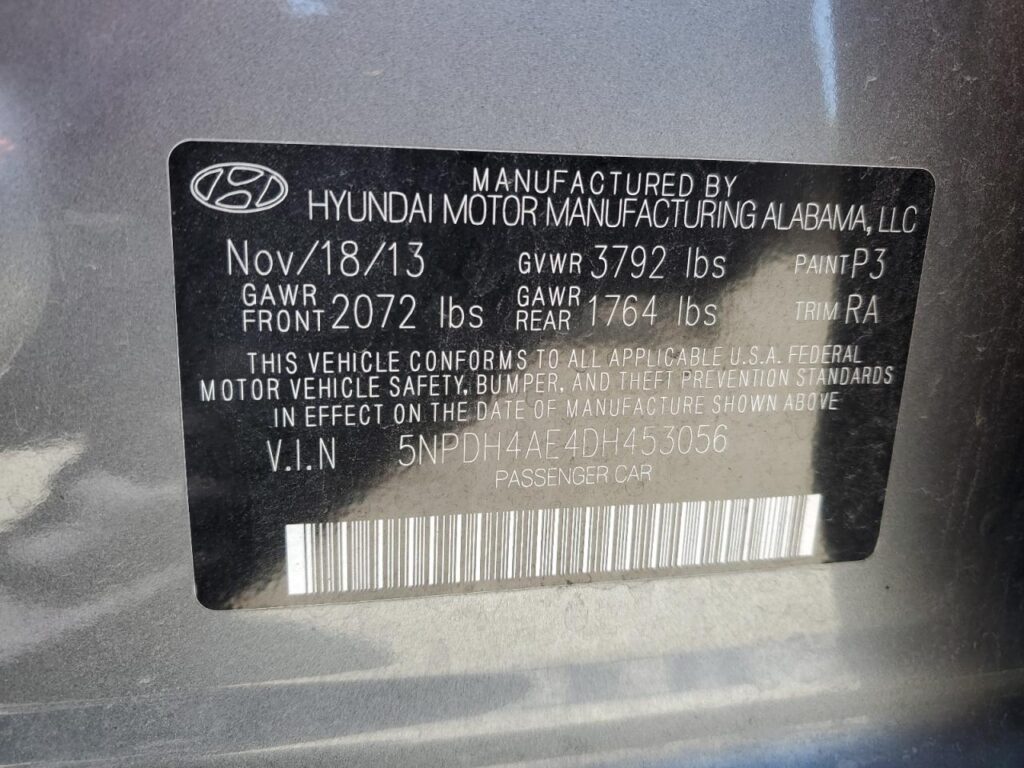 MANUFACTURED BY
HYUNDAI MOTOR MANUFACTURING ALABAMA, LLC
Nov/18/13 GVWR 3792 lbs PAINT P3
GAWR FRONT 2072 lbs GAWR REAR 1764 lbs TRIM RA
THIS VEHICLE CONFORMS TO ALL APPLICABLE U.S.A. FEDERAL
MOTOR VEHICLE SAFETY, BUMPER, AND THEFT PREVENTION STANDARDS
IN EFFECT ON THE DATE OF MANUFACTURE SHOWN ABOVE
V.I.N 5NPDH4AE4DH453056
PASSENGER CAR